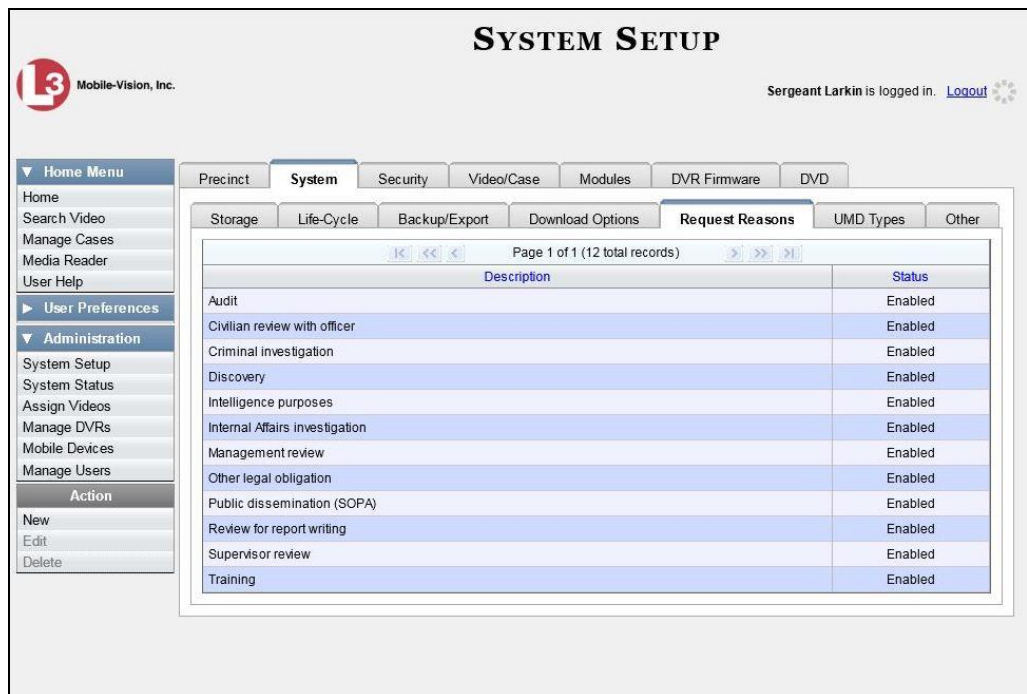 SYSTEM SETUP
L3
Mobile-Vision, Inc.
Sergeant Larkin is logged in. Logout
▼ Home Menu
Home
Search Video
Manage Cases
Media Reader
User Help
▶ User Preferences
▼ Administration
System Setup
System Status
Assign Videos
Manage DVRs
Mobile Devices
Manage Users
Action
New
Edit
Delete
Precinct System Security Video/Case Modules DVR Firmware DVD
Storage Life-Cycle Backup/Export Download Options Request Reasons UMD Types Other
|< << < Page 1 of 1 (12 total records) > >> >|
Description Status
Audit Enabled
Civilian review with officer Enabled
Criminal investigation Enabled
Discovery Enabled
Intelligence purposes Enabled
Internal Affairs investigation Enabled
Management review Enabled
Other legal obligation Enabled
Public dissemination (SOPA) Enabled
Review for report writing Enabled
Supervisor review Enabled
Training Enabled